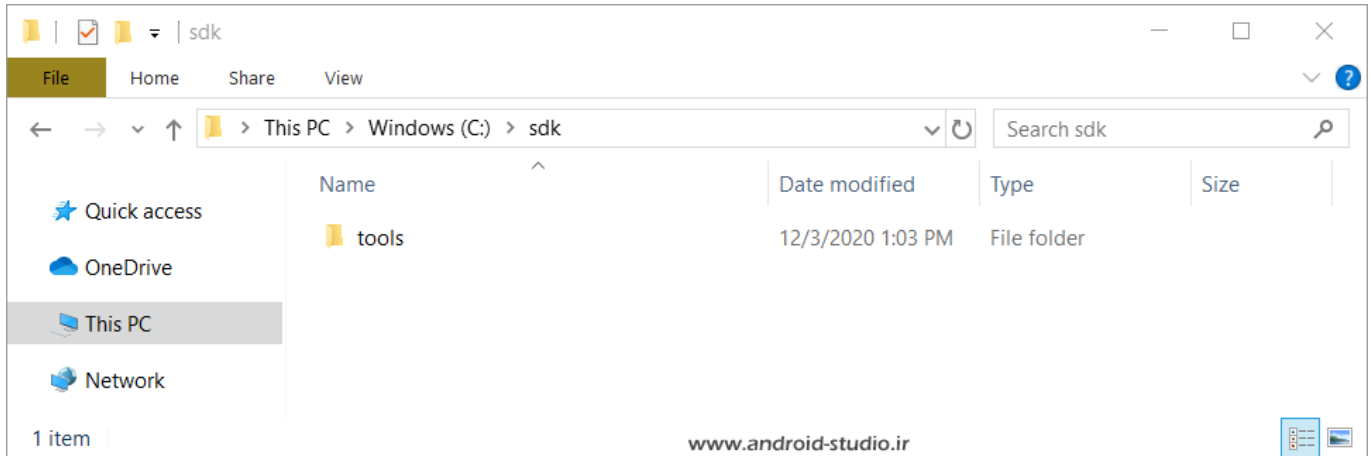 sdk
File Home Share View
This PC > Windows (C:) > sdk Search sdk
Name Date modified Type Size
Quick access
tools 12/3/2020 1:03 PM File folder
OneDrive
This PC
Network
1 item
www.android-studio.ir